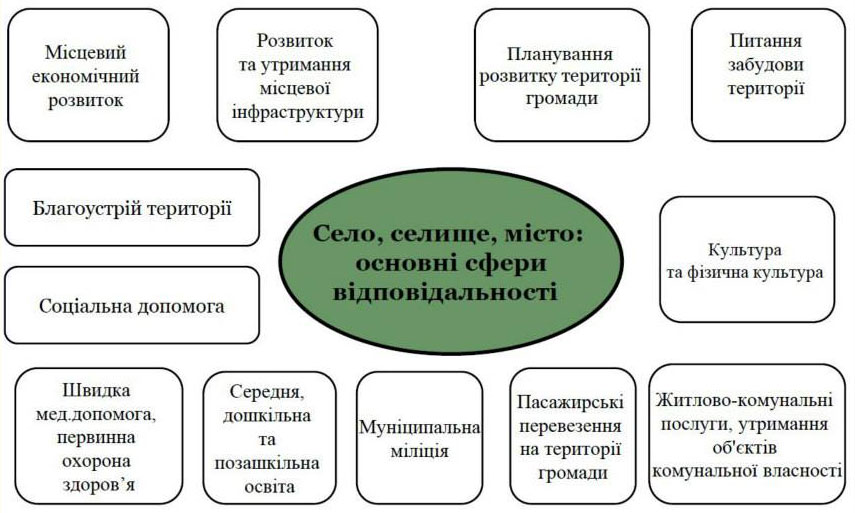 Місцевий
економічний
розвиток
Розвиток
та утримання
місцевої
інфраструктури
Планування
розвитку території
громади
Питання
забудови
території
Благоустрій території
Соціальна допомога
Село, селище, місто:
основні сфери
відповідальності
Культура
та фізична культура
Швидка
мед.допомога,
первинна
охорона
здоров’я
Середня,
дошкільна
та
позашкільна
освіта
Муніципальна
міліція
Пасажирські
перевезення
на території
громади
Житлово-комунальні
послуги, утримання
об'єктів
комунальної власності